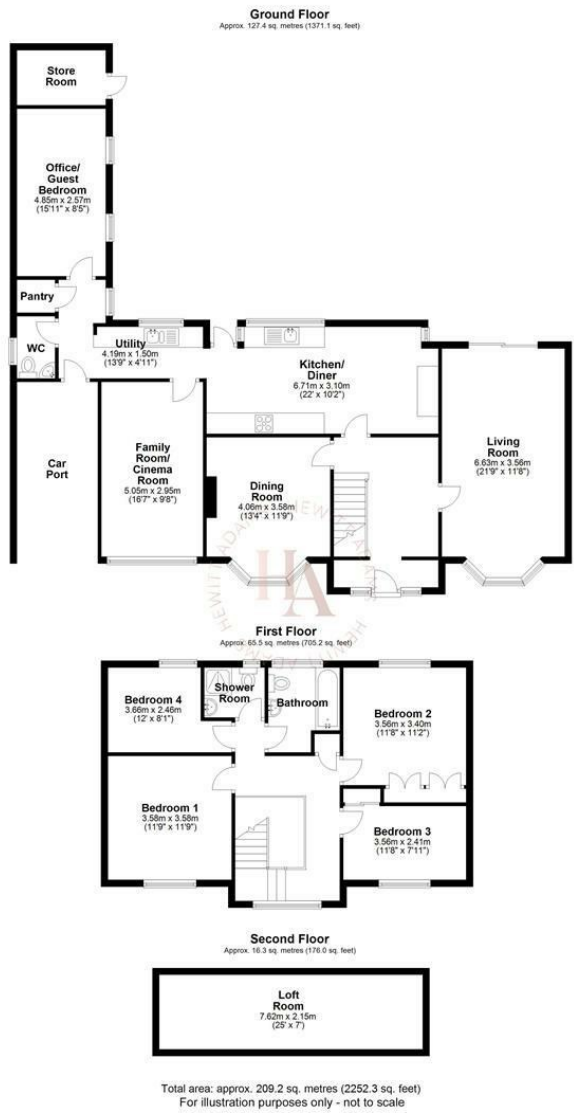 Ground Floor
Approx. 127.4 sq. metres (1371.1 sq. feet)
Store
Room
Office/
Guest
Bedroom
4.85m x 2.57m
(15'11" x 8'5")
Pantry
WC
Utility
4.19m x 1.50m
(13'9" x 4'11")
Kitchen/
Diner
6.71m x 3.10m
(22' x 10'2")
Car
Port
Family
Room/
Cinema
Room
5.05m x 2.95m
(16'7" x 9'8")
Dining
Room
4.06m x 3.58m
(13'4" x 11'9")
Living
Room
6.63m x 3.56m
(21'9" x 11'8")
HEWITT ADAMS HEWITT ADAMS
HA
First Floor
Approx. 65.5 sq. metres (705.2 sq. feet)
Bedroom 4
3.66m x 2.46m
(12' x 8'1")
Shower
Room
Bathroom
Bedroom 2
3.56m x 3.40m
(11'8" x 11'2")
Bedroom 1
3.58m x 3.58m
(11'9" x 11'9")
Bedroom 3
3.56m x 2.41m
(11'8" x 7'11")
Second Floor
Approx. 16.3 sq. metres (176.0 sq. feet)
Loft
Room
7.62m x 2.15m
(25' x 7')
Total area: approx. 209.2 sq. metres (2252.3 sq. feet)
For illustration purposes only - not to scale